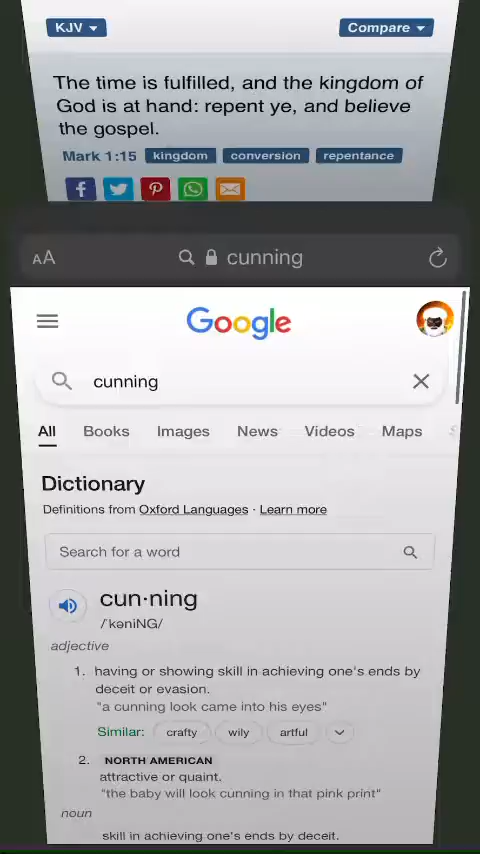 KJV
Compare
The time is fulfilled, and the kingdom of
God is at hand: repent ye, and believe
the gospel.
Mark 1:15 kingdom conversion repentance
AA cunning
Google
cunning
All Books Images News Videos Maps
Dictionary
Definitions from Oxford Languages · Learn more
Search for a word
cun·ning
/ˈkəniNG/
adjective
1. having or showing skill in achieving one's ends by
deceit or evasion.
"a cunning look came into his eyes"
Similar: crafty wily artful
2. NORTH AMERICAN
attractive or quaint.
"the baby will look cunning in that pink print"
noun
skill in achieving one's ends by deceit.